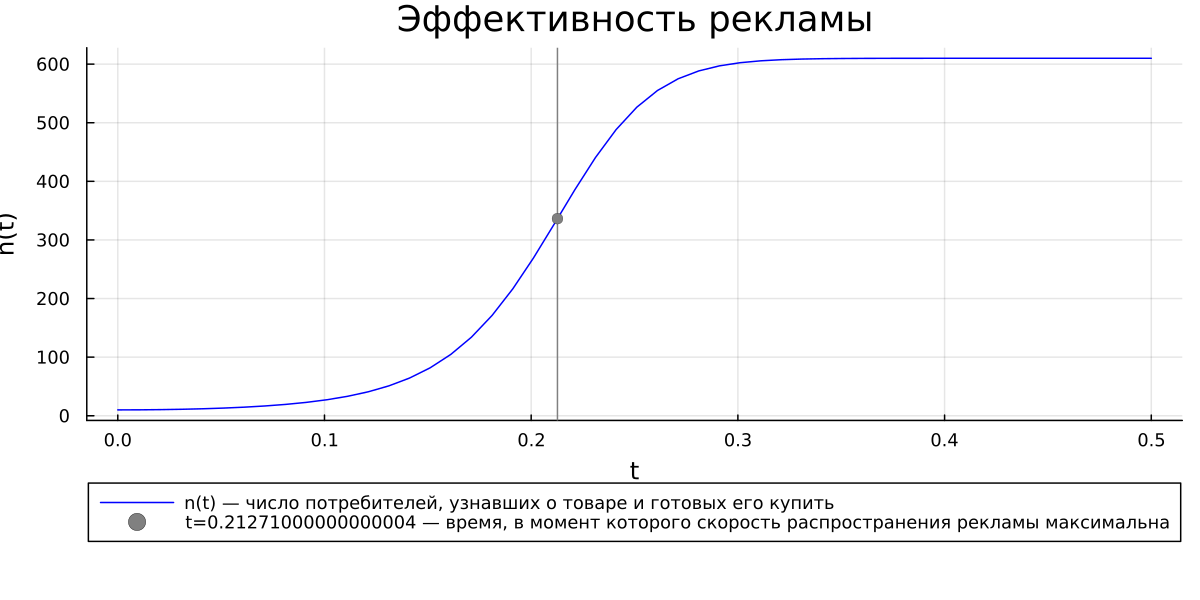 Эффективность рекламы
n(t)
600
500
400
300
200
100
0
0.0 0.1 0.2 0.3 0.4 0.5
t
n(t) — число потребителей, узнавших о товаре и готовых его купить
t=0.21271000000000004 — время, в момент которого скорость распространения рекламы максимальна